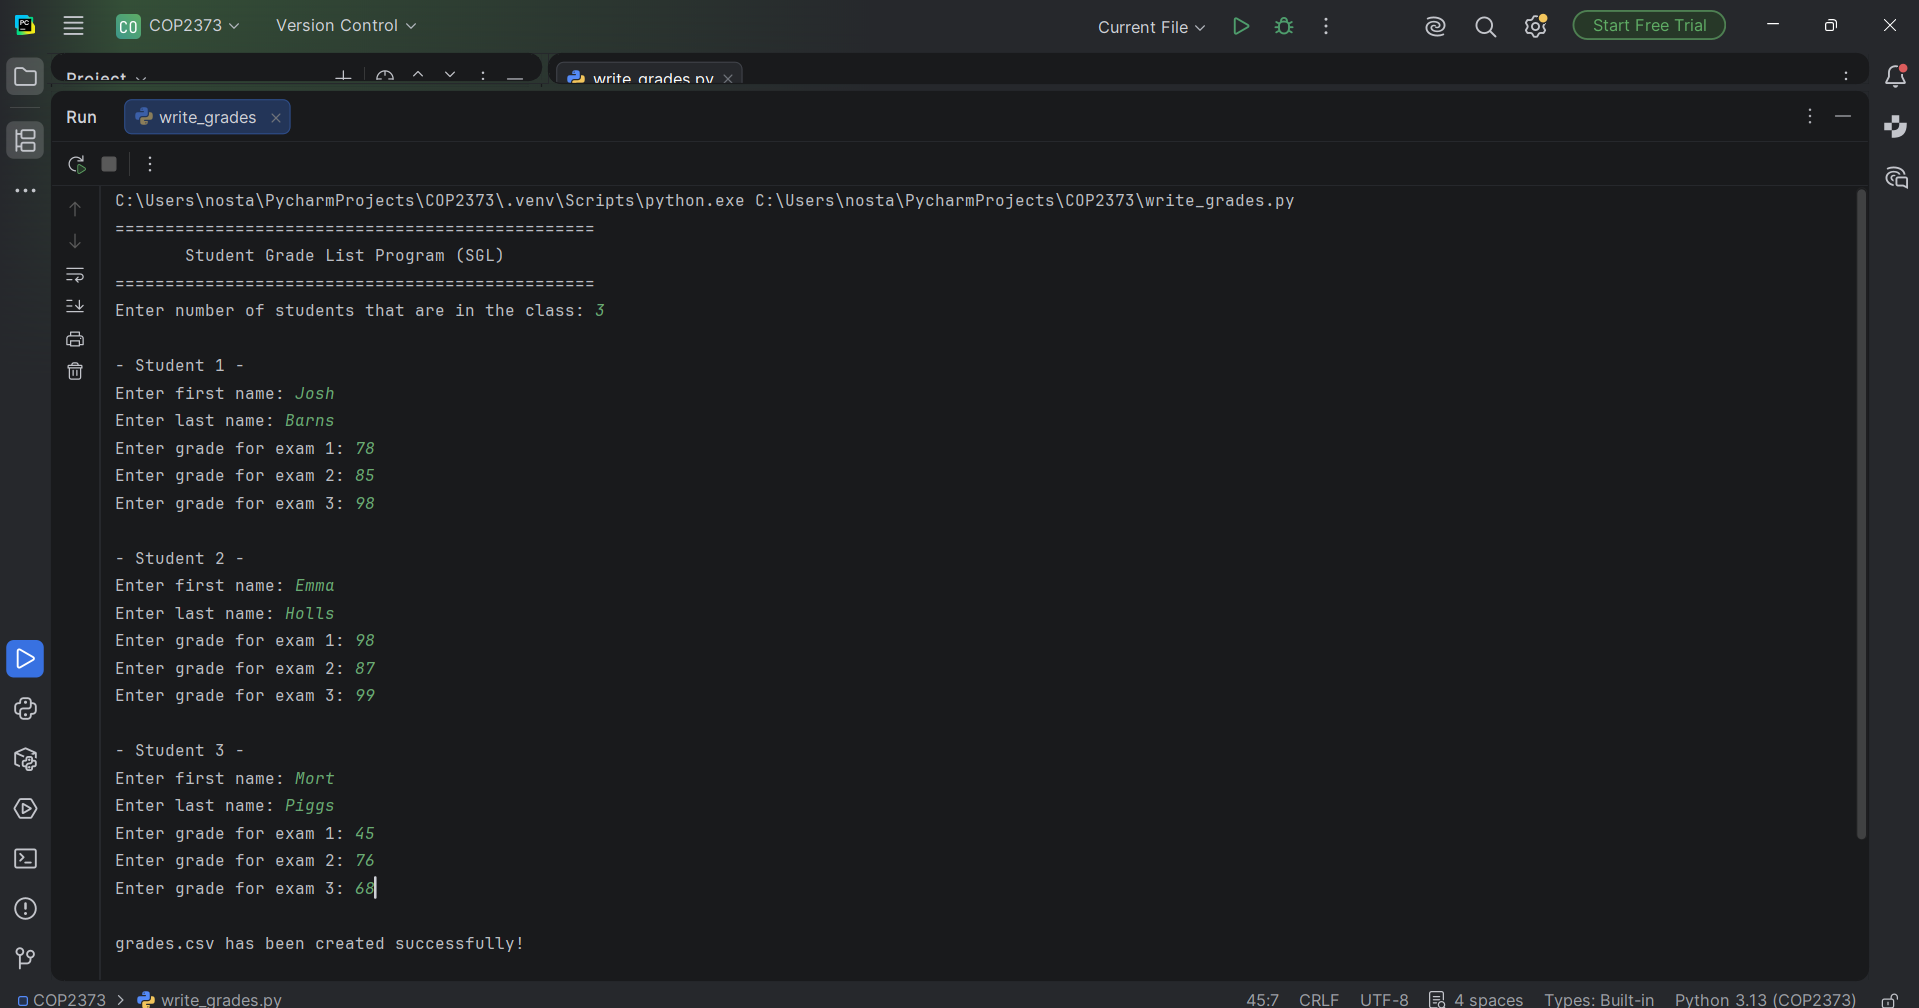 CO COP2373 Version Control Current File Start Free Trial
Project write_grades.py
Run write_grades
C:\Users\nosta\PycharmProjects\COP2373\.venv\Scripts\python.exe C:\Users\nosta\PycharmProjects\COP2373\write_grades.py
================================================
Student Grade List Program (SGL)
================================================
Enter number of students that are in the class: 3
- Student 1 -
Enter first name: Josh
Enter last name: Barns
Enter grade for exam 1: 78
Enter grade for exam 2: 85
Enter grade for exam 3: 98
- Student 2 -
Enter first name: Emma
Enter last name: Holls
Enter grade for exam 1: 98
Enter grade for exam 2: 87
Enter grade for exam 3: 99
- Student 3 -
Enter first name: Mort
Enter last name: Piggs
Enter grade for exam 1: 45
Enter grade for exam 2: 76
Enter grade for exam 3: 68
grades.csv has been created successfully!
COP2373 > write_grades.py 45:7 CRLF UTF-8 4 spaces Types: Built-in Python 3.13 (COP2373)